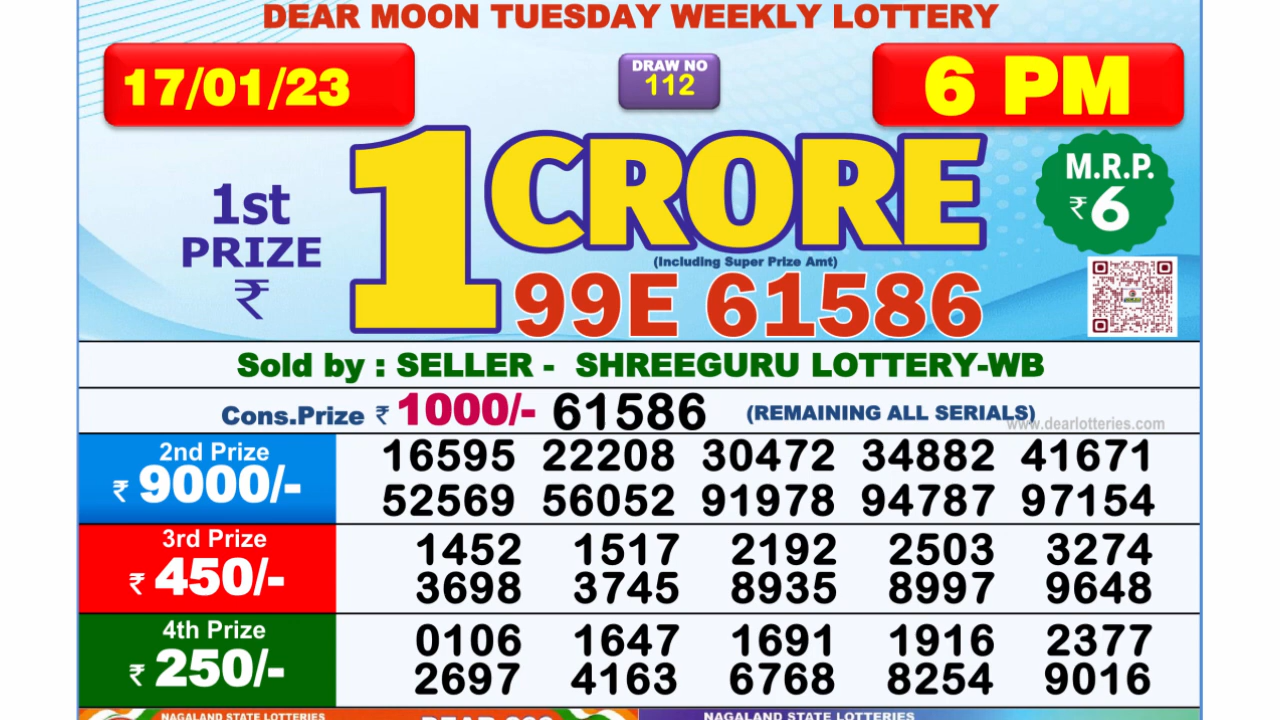 DEAR MOON TUESDAY WEEKLY LOTTERY
17/01/23
DRAW NO
112
6 PM
1st
PRIZE
₹
1 CRORE
(Including Super Prize Amt)
99E 61586
M.R.P.
₹6
Sold by : SELLER - SHREEGURU LOTTERY-WB
Cons.Prize ₹ 1000/- 61586 (REMAINING ALL SERIALS)
www.dearlotteries.com
2nd Prize
₹ 9000/-
16595 22208 30472 34882 41671
52569 56052 91978 94787 97154
3rd Prize
₹ 450/-
1452 1517 2192 2503 3274
3698 3745 8935 8997 9648
4th Prize
₹ 250/-
0106 1647 1691 1916 2377
2697 4163 6768 8254 9016
NAGALAND STATE LOTTERIES
NAGALAND STATE LOTTERIES